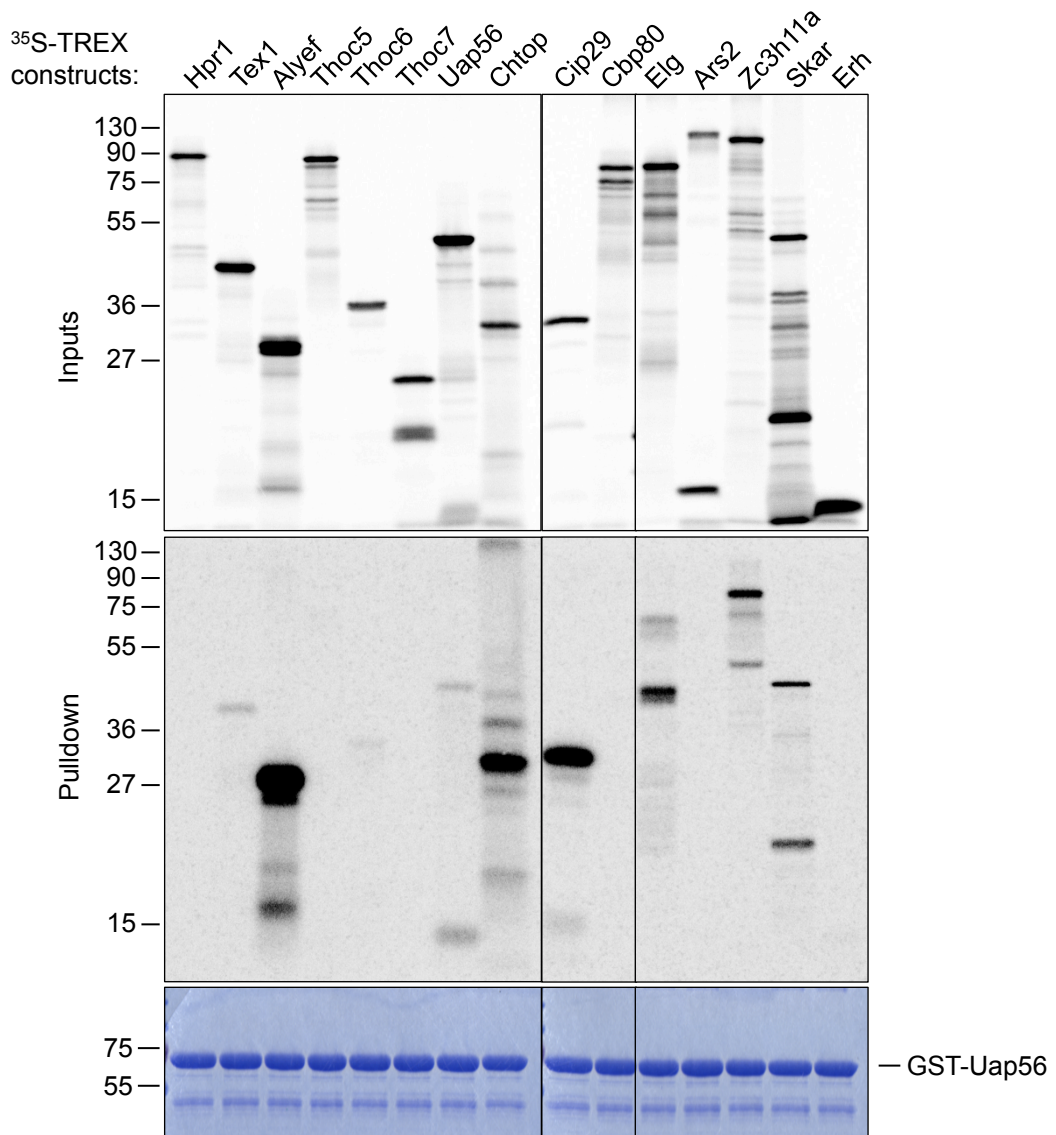 ³⁵S-TREX
constructs:
Hpr1
Tex1
Alyef
Thoc5
Thoc6
Thoc7
Uap56
Chtop
Cip29
Cbp80
Elg
Ars2
Zc3h11a
Skar
Erh
Inputs
130
90
75
55
36
27
15
Pulldown
130
90
75
55
36
27
15
75
55
GST-Uap56